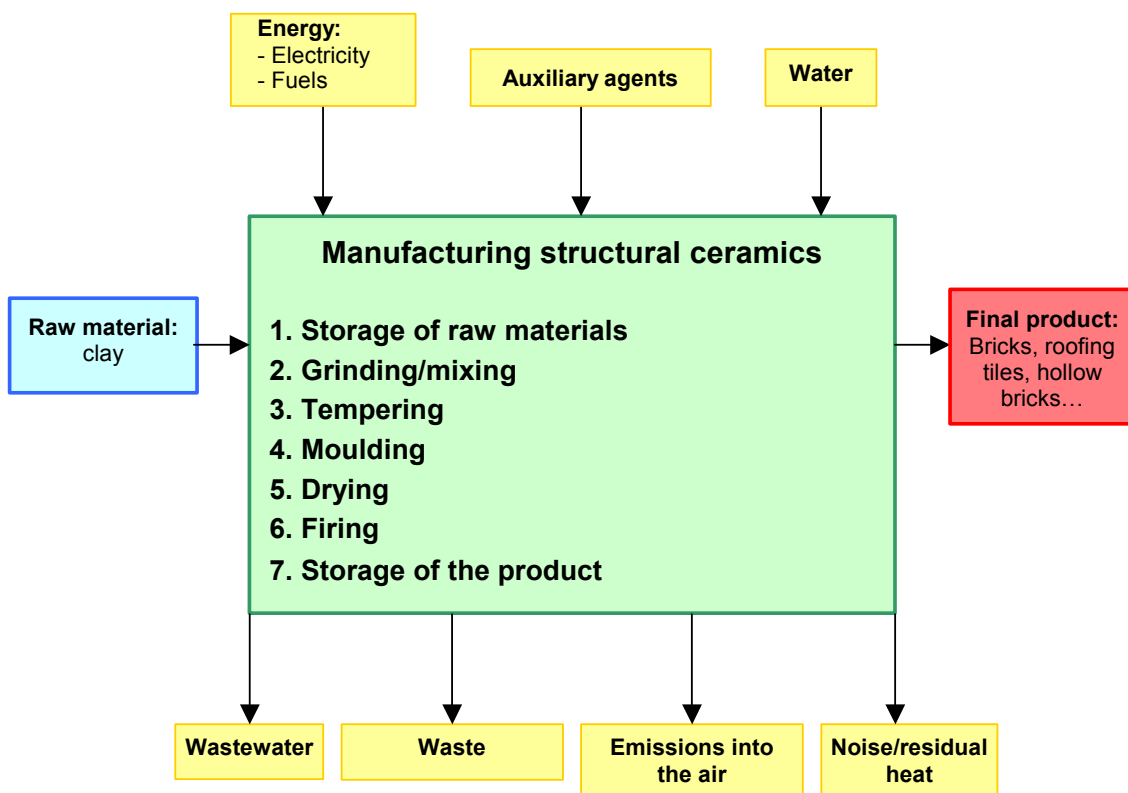 Energy:
- Electricity
- Fuels
Auxiliary agents
Water
Manufacturing structural ceramics
Raw material:
clay
1. Storage of raw materials
2. Grinding/mixing
3. Tempering
4. Moulding
5. Drying
6. Firing
7. Storage of the product
Final product:
Bricks, roofing
tiles, hollow
bricks…
Wastewater
Waste
Emissions into
the air
Noise/residual
heat